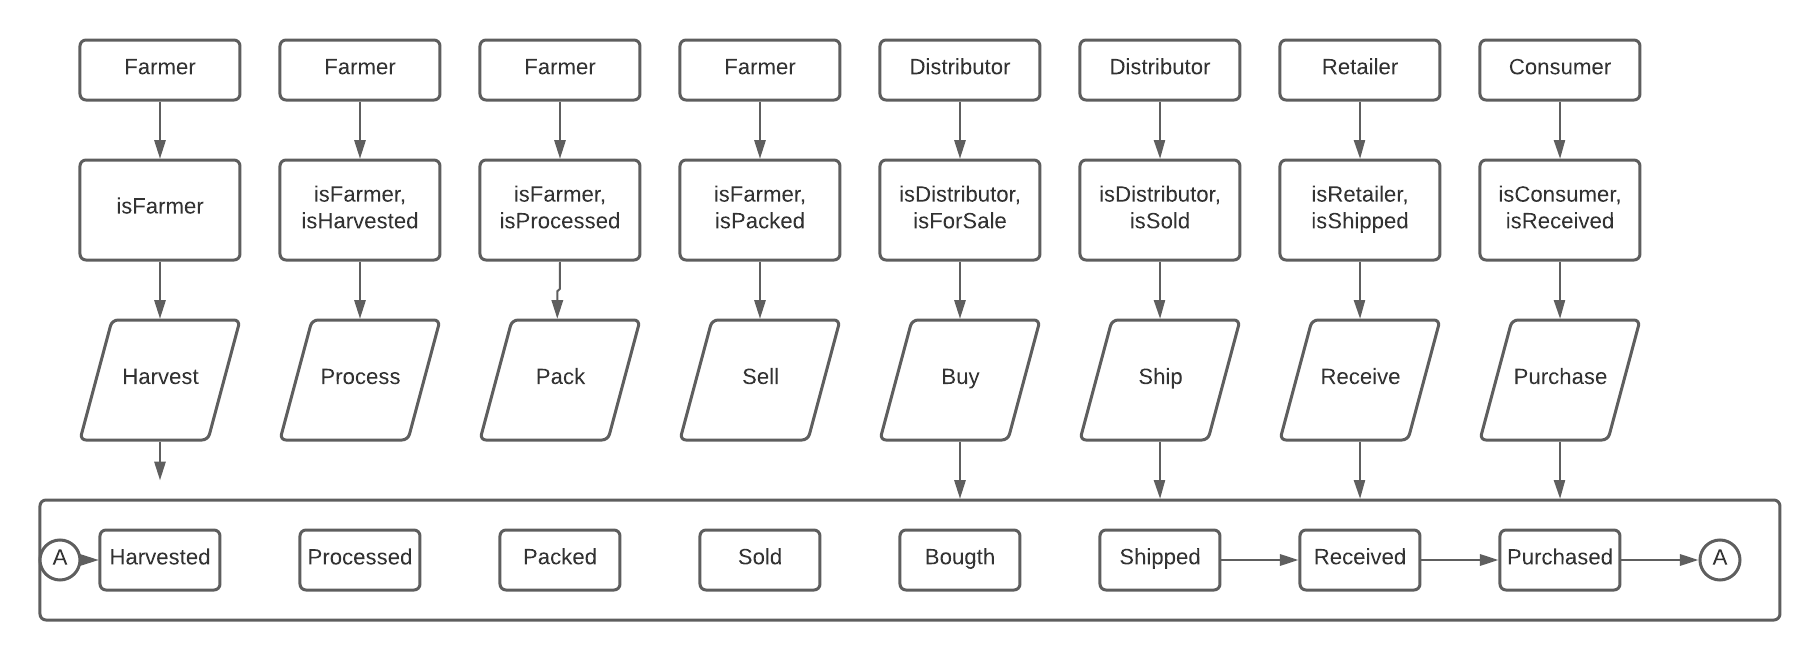 Farmer
Farmer
Farmer
Farmer
Distributor
Distributor
Retailer
Consumer
isFarmer
isFarmer,
isHarvested
isFarmer,
isProcessed
isFarmer,
isPacked
isDistributor,
isForSale
isDistributor,
isSold
isRetailer,
isShipped
isConsumer,
isReceived
Harvest
Process
Pack
Sell
Buy
Ship
Receive
Purchase
A
Harvested
Processed
Packed
Sold
Bougth
Shipped
Received
Purchased
A